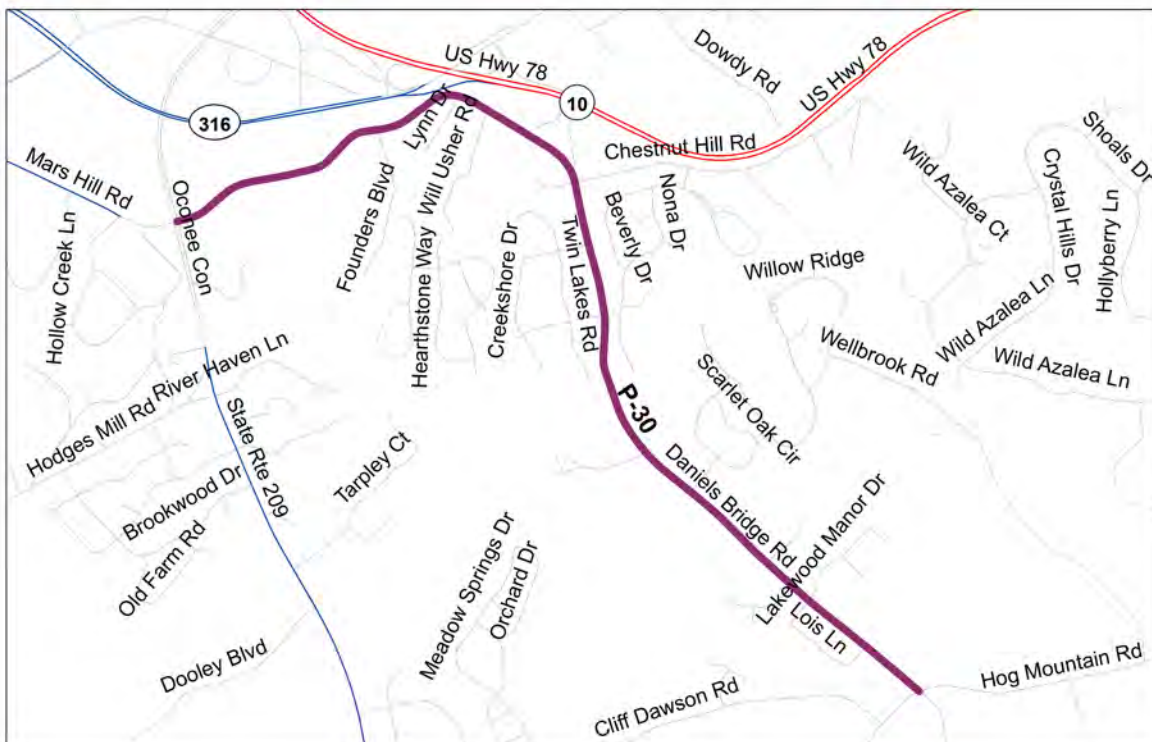 US Hwy 78
Dowdy Rd
US Hwy 78
10
316
Lynn Dr
Chestnut Hill Rd
Shoals Dr
Mars Hill Rd
Will Usher Rd
Wild Azalea Ct
Crystal Hills Dr
Oconee Con
Founders Blvd
Nona Dr
Beverly Dr
Hollyberry Ln
Hollow Creek Ln
Hearthstone Way
Creekshore Dr
Twin Lakes Rd
Willow Ridge
Wild Azalea Ln
Wellbrook Rd
Wild Azalea Ln
River Haven Ln
Hodges Mill Rd
State Rte 209
P-30
Scarlet Oak Cir
Tarpley Ct
Brookwood Dr
Daniels Bridge Rd
Old Farm Rd
Lakewood Manor Dr
Meadow Springs Dr
Orchard Dr
Lois Ln
Dooley Blvd
Hog Mountain Rd
Cliff Dawson Rd